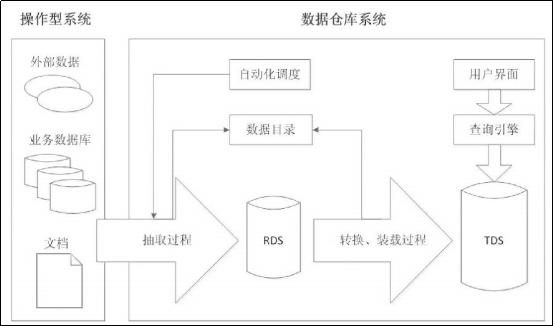 操作型系统
数据仓库系统
外部数据
业务数据库
文档
自动化调度
数据目录
用户界面
查询引擎
抽取过程
RDS
转换、装载过程
TDS